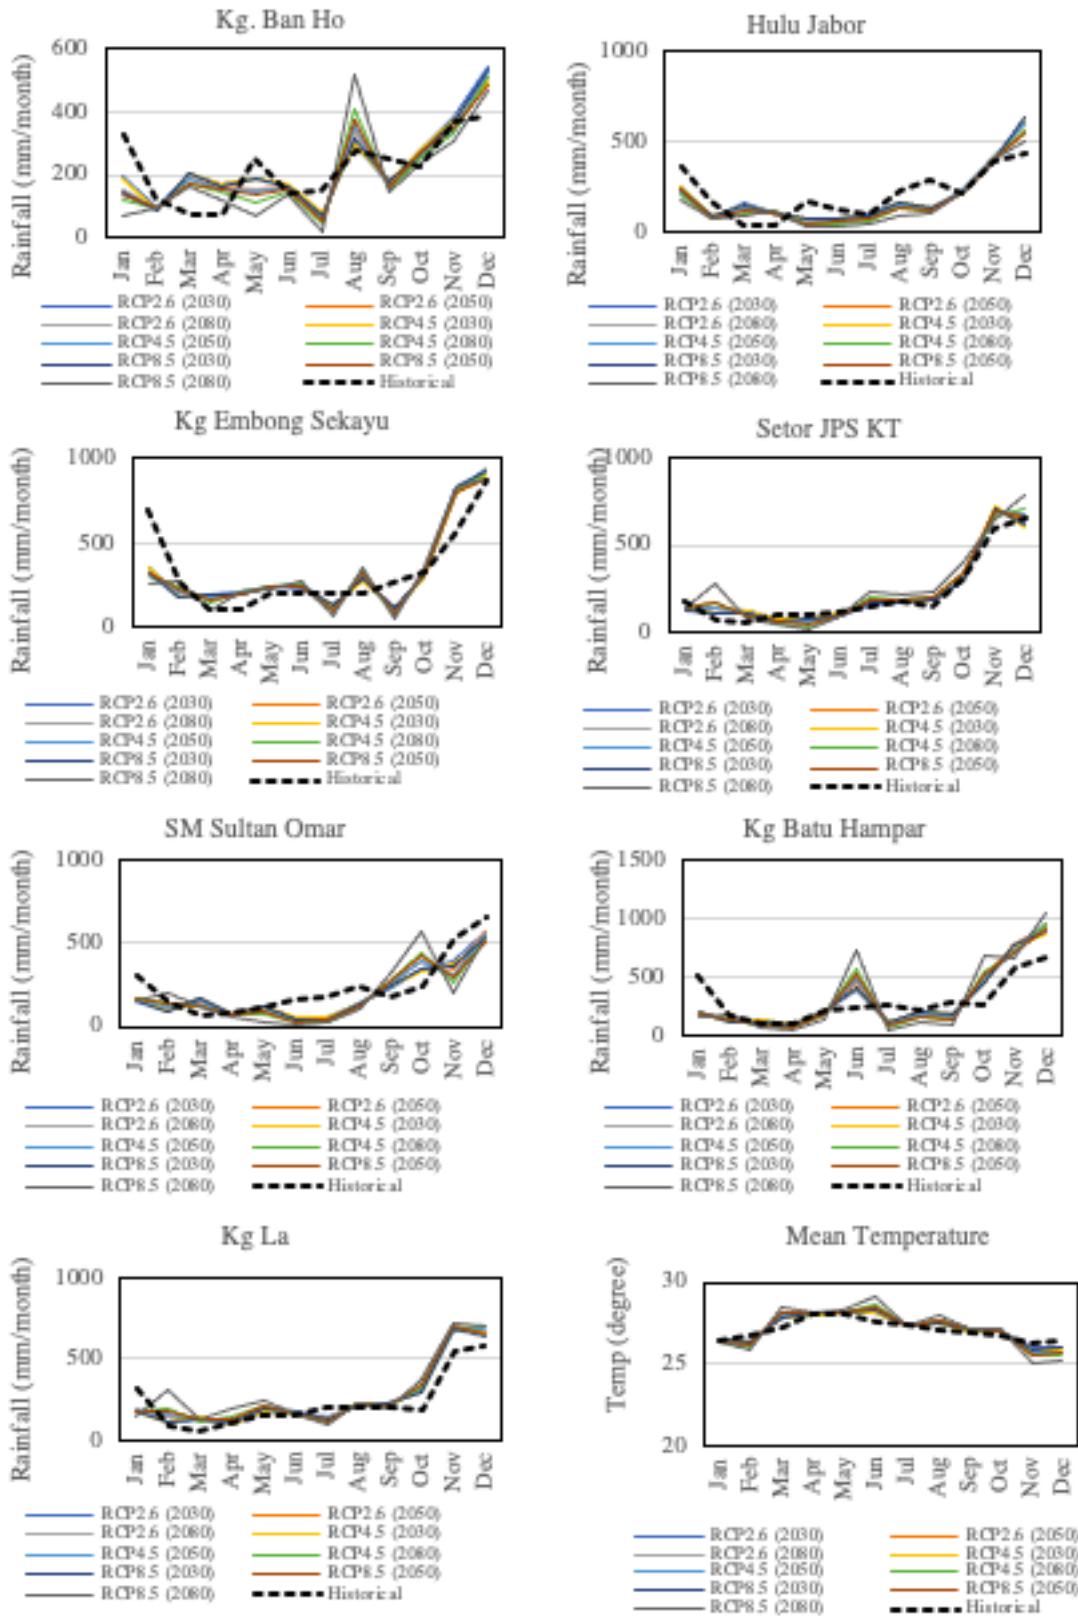 Kg. Ban Ho
Rainfall (mm/month)
600
400
200
0
Jan Feb Mar Apr May Jun Jul Aug Sep Oct Nov Dec
RCP2.6 (2030) RCP2.6 (2050)
RCP2.6 (2080) RCP4.5 (2030)
RCP4.5 (2050) RCP4.5 (2080)
RCP8.5 (2030) RCP8.5 (2050)
RCP8.5 (2080) Historical
Hulu Jabor
Rainfall (mm/month)
1000
500
0
Jan Feb Mar Apr May Jun Jul Aug Sep Oct Nov Dec
RCP2.6 (2030) RCP2.6 (2050)
RCP2.6 (2080) RCP4.5 (2030)
RCP4.5 (2050) RCP4.5 (2080)
RCP8.5 (2030) RCP8.5 (2050)
RCP8.5 (2080) Historical
Kg Embong Sekayu
Rainfall (mm/month)
1000
500
0
Jan Feb Mar Apr May Jun Jul Aug Sep Oct Nov Dec
RCP2.6 (2030) RCP2.6 (2050)
RCP2.6 (2080) RCP4.5 (2030)
RCP4.5 (2050) RCP4.5 (2080)
RCP8.5 (2030) RCP8.5 (2050)
RCP8.5 (2080) Historical
Setor JPS KT
Rainfall (mm/month)
1000
500
0
Jan Feb Mar Apr May Jun Jul Aug Sep Oct Nov Dec
RCP2.6 (2030) RCP2.6 (2050)
RCP2.6 (2080) RCP4.5 (2030)
RCP4.5 (2050) RCP4.5 (2080)
RCP8.5 (2030) RCP8.5 (2050)
RCP8.5 (2080) Historical
SM Sultan Omar
Rainfall (mm/month)
1000
500
0
Jan Feb Mar Apr May Jun Jul Aug Sep Oct Nov Dec
RCP2.6 (2030) RCP2.6 (2050)
RCP2.6 (2080) RCP4.5 (2030)
RCP4.5 (2050) RCP4.5 (2080)
RCP8.5 (2030) RCP8.5 (2050)
RCP8.5 (2080) Historical
Kg Batu Hampar
Rainfall (mm/month)
1500
1000
500
0
Jan Feb Mar Apr May Jun Jul Aug Sep Oct Nov Dec
RCP2.6 (2030) RCP2.6 (2050)
RCP2.6 (2080) RCP4.5 (2030)
RCP4.5 (2050) RCP4.5 (2080)
RCP8.5 (2030) RCP8.5 (2050)
RCP8.5 (2080) Historical
Kg La
Rainfall (mm/month)
1000
500
0
Jan Feb Mar Apr May Jun Jul Aug Sep Oct Nov Dec
RCP2.6 (2030) RCP2.6 (2050)
RCP2.6 (2080) RCP4.5 (2030)
RCP4.5 (2050) RCP4.5 (2080)
RCP8.5 (2030) RCP8.5 (2050)
RCP8.5 (2080) Historical
Mean Temperature
Temp (degree)
30
25
20
Jan Feb Mar Apr May Jun Jul Aug Sep Oct Nov Dec
RCP2.6 (2030) RCP2.6 (2050)
RCP2.6 (2080) RCP4.5 (2030)
RCP4.5 (2050) RCP4.5 (2080)
RCP8.5 (2030) RCP8.5 (2050)
RCP8.5 (2080) Historical